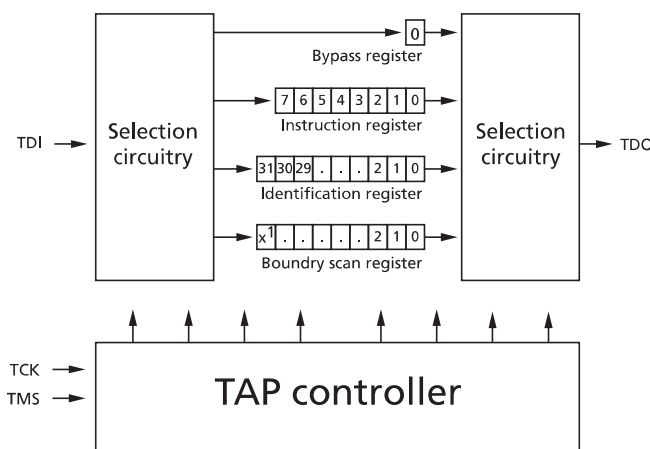 0
Bypass register
7 6 5 4 3 2 1 0
Instruction register
Selection
circuitry
Selection
circuitry
TDI
TDO
31 30 29 . . . 2 1 0
Identification register
x1 . . . . . 2 1 0
Boundry scan register
TCK
TMS
TAP controller